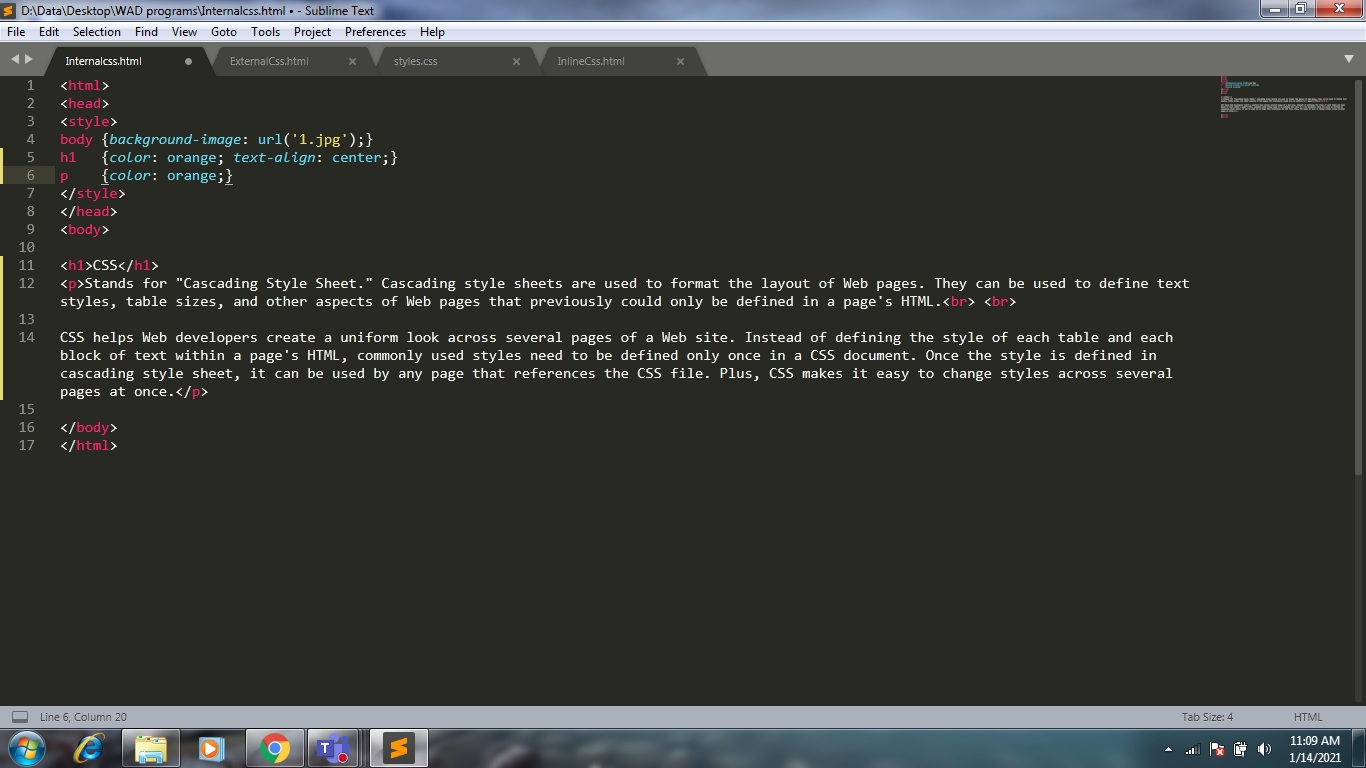 D:\Data\Desktop\WAD programs\Internalcss.html • - Sublime Text
File Edit Selection Find View Goto Tools Project Preferences Help
Internalcss.html ExternalCss.html styles.css InlineCss.html
1 <html>
2 <head>
3 <style>
4 body {background-image: url('1.jpg');}
5 h1   {color: orange; text-align: center;}
6 p    {color: orange;}
7 </style>
8 </head>
9 <body>
10
11 <h1>CSS</h1>
12 <p>Stands for "Cascading Style Sheet." Cascading style sheets are used to format the layout of Web pages. They can be used to define text
styles, table sizes, and other aspects of Web pages that previously could only be defined in a page's HTML.<br> <br>
13
14 CSS helps Web developers create a uniform look across several pages of a Web site. Instead of defining the style of each table and each
block of text within a page's HTML, commonly used styles need to be defined only once in a CSS document. Once the style is defined in
cascading style sheet, it can be used by any page that references the CSS file. Plus, CSS makes it easy to change styles across several
pages at once.</p>
15
16 </body>
17 </html>
Line 6, Column 20 Tab Size: 4 HTML
11:09 AM
1/14/2021